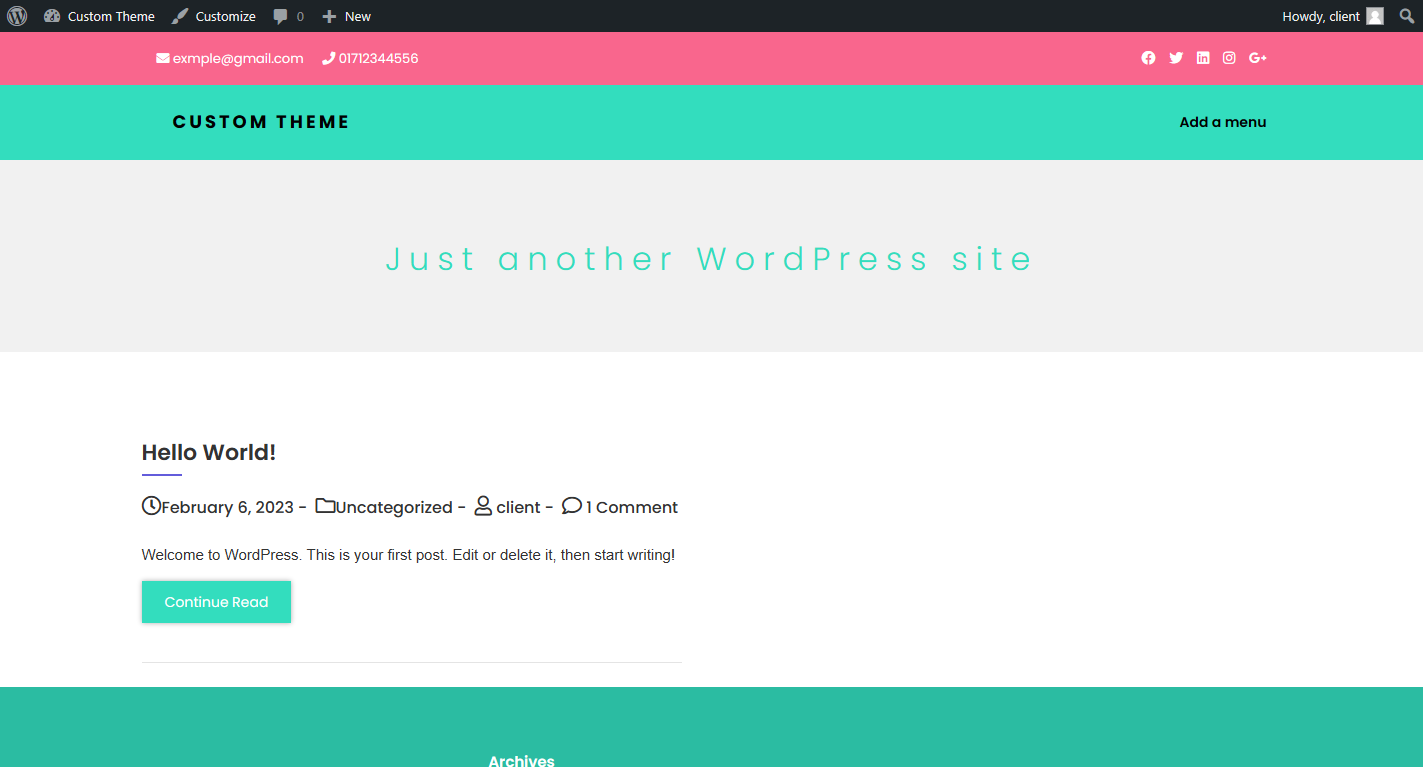 Custom Theme Customize 0 New Howdy, client
exmple@gmail.com 01712344556
CUSTOM THEME Add a menu
Just another WordPress site
Hello World!
February 6, 2023 - Uncategorized - client - 1 Comment
Welcome to WordPress. This is your first post. Edit or delete it, then start writing!
Continue Read
Archives